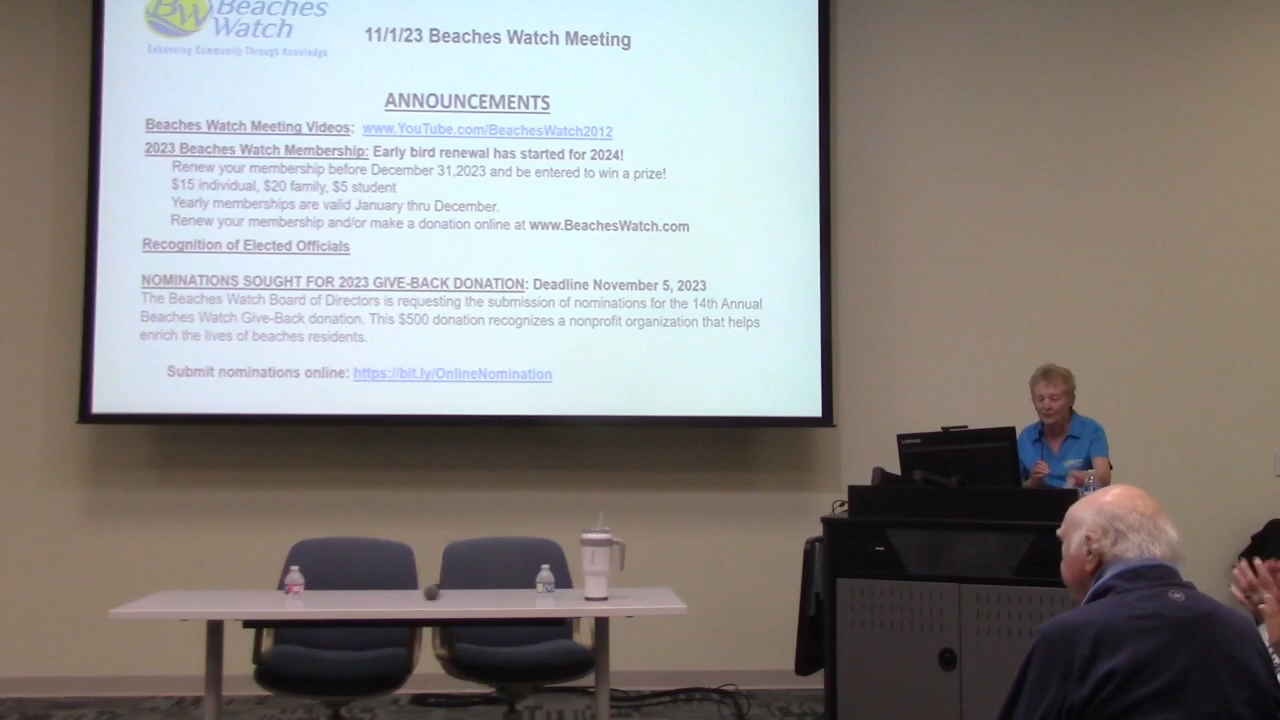 BW Beaches
Watch
Enhancing Community Through Knowledge
11/1/23 Beaches Watch Meeting
ANNOUNCEMENTS
Beaches Watch Meeting Videos: www.YouTube.com/BeachesWatch2012
2023 Beaches Watch Membership: Early bird renewal has started for 2024!
Renew your membership before December 31,2023 and be entered to win a prize!
$15 individual, $20 family, $5 student
Yearly memberships are valid January thru December.
Renew your membership and/or make a donation online at www.BeachesWatch.com
Recognition of Elected Officials
NOMINATIONS SOUGHT FOR 2023 GIVE-BACK DONATION: Deadline November 5, 2023
The Beaches Watch Board of Directors is requesting the submission of nominations for the 14th Annual
Beaches Watch Give-Back donation. This $500 donation recognizes a nonprofit organization that helps
enrich the lives of beaches residents.
Submit nominations online: https://bit.ly/OnlineNomination
Lenovo